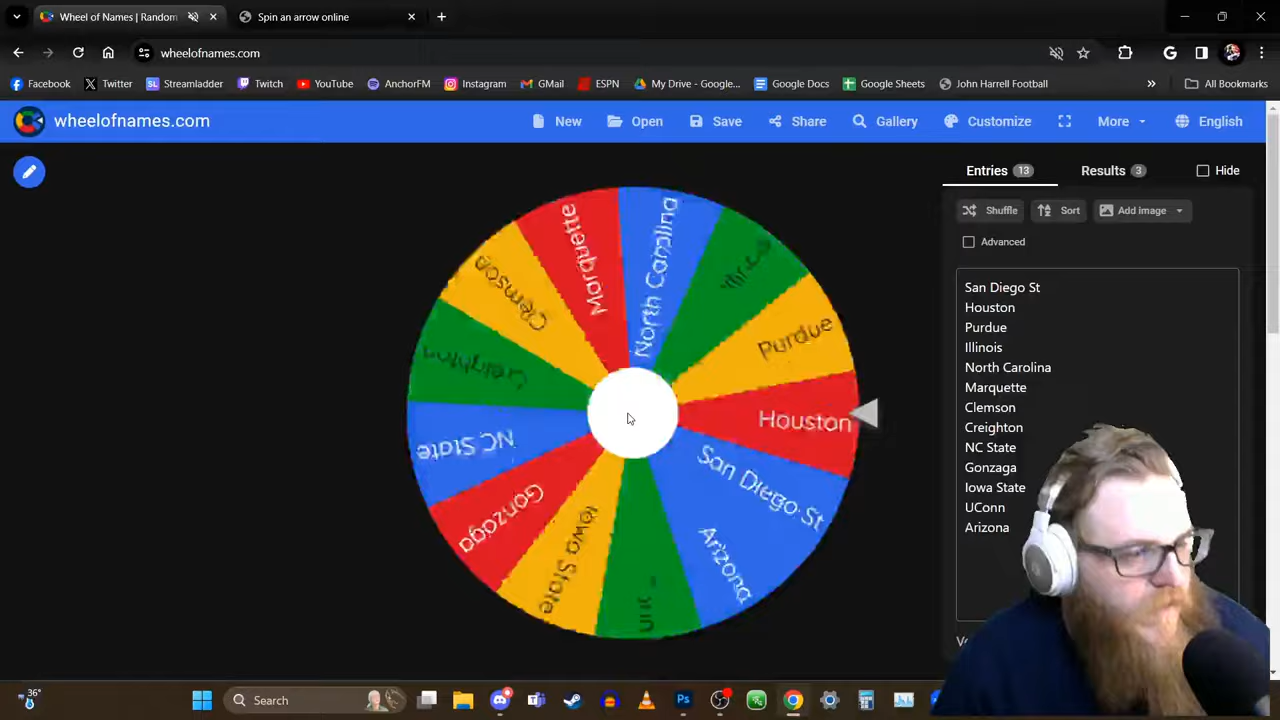 Wheel of Names | Random
Spin an arrow online
wheelofnames.com
Facebook
Twitter
Streamladder
Twitch
YouTube
AnchorFM
Instagram
GMail
ESPN
My Drive - Google...
Google Docs
Google Sheets
John Harrell Football
All Bookmarks
wheelofnames.com
New
Open
Save
Share
Gallery
Customize
More
English
Entries 13
Results 3
Hide
Shuffle
Sort
Add image
Advanced
San Diego St
Houston
Purdue
Illinois
North Carolina
Marquette
Clemson
Creighton
NC State
Gonzaga
Iowa State
UConn
Arizona
North Carolina
Purdue
Houston
San Diego St
Arizona
Iowa State
Gonzaga
NC State
Creighton
Clemson
Marquette
36°
Search